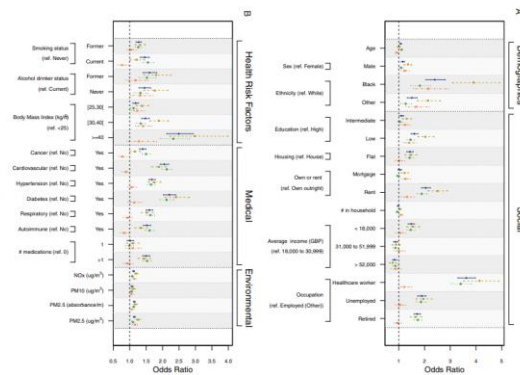 B
Smoking status
(ref. Never)
Former
Current
Alcohol drinker status
(ref. Current)
Former
Never
Body Mass Index (kg/m²)
(ref. <25)
[25,30)
[30,40)
>=40
Health Risk Factors
Cancer (ref. No)
Yes
Cardiovascular (ref. No)
Yes
Hypertension (ref. No)
Yes
Diabetes (ref. No)
Yes
Respiratory (ref. No)
Yes
Autoimmune (ref. No)
Yes
# medications (ref. 0)
1
>1
Medical
NOx (ug/m³)
PM10 (ug/m³)
PM2.5 (absorbance/m)
PM2.5 (ug/m³)
Environmental
0.5 1.0 1.5 2.0 2.5 3.0 3.5 4.0
Odds Ratio
A
Age
Sex (ref. Female)
Male
Ethnicity (ref. White)
Black
Other
Education (ref. High)
Intermediate
Low
Housing (ref. House)
Flat
Own or rent
(ref. Own outright)
Mortgage
Rent
# in household
Average income (GBP)
(ref. 18,000 to 30,999)
< 18,000
31,000 to 51,999
> 52,000
Occupation
(ref. Employed (Other))
Healthcare worker
Unemployed
Retired
1 2 3 4 5
Odds Ratio